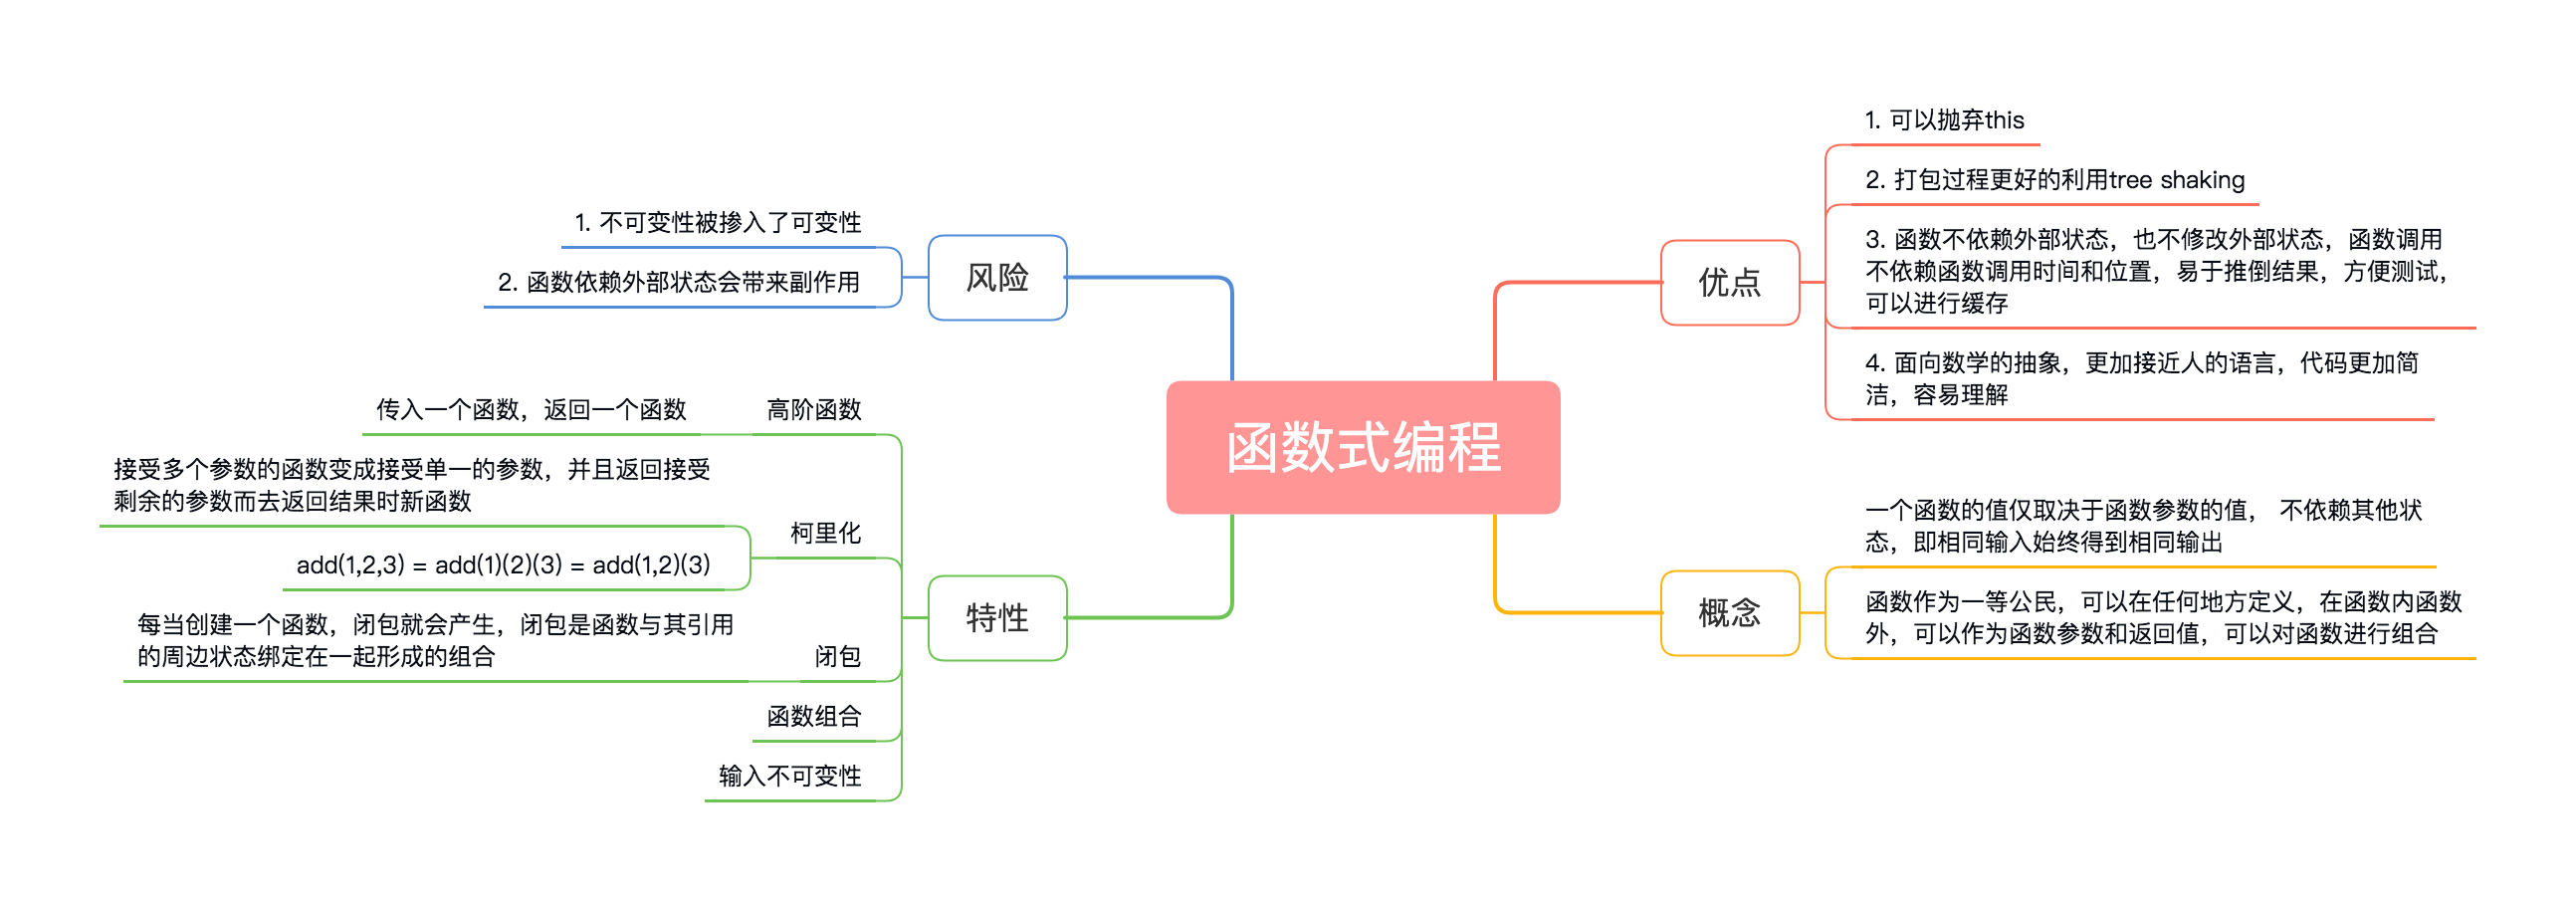 函数式编程
优点
1. 可以抛弃this
2. 打包过程更好的利用tree shaking
3. 函数不依赖外部状态，也不修改外部状态，函数调用
不依赖函数调用时间和位置，易于推倒结果，方便测试，
可以进行缓存
4. 面向数学的抽象，更加接近人的语言，代码更加简
洁，容易理解
概念
一个函数的值仅取决于函数参数的值， 不依赖其他状
态，即相同输入始终得到相同输出
函数作为一等公民，可以在任何地方定义，在函数内函数
外，可以作为函数参数和返回值，可以对函数进行组合
风险
1. 不可变性被掺入了可变性
2. 函数依赖外部状态会带来副作用
特性
高阶函数
传入一个函数，返回一个函数
柯里化
接受多个参数的函数变成接受单一的参数，并且返回接受
剩余的参数而去返回结果时新函数
add(1,2,3) = add(1)(2)(3) = add(1,2)(3)
闭包
每当创建一个函数，闭包就会产生，闭包是函数与其引用
的周边状态绑定在一起形成的组合
函数组合
输入不可变性